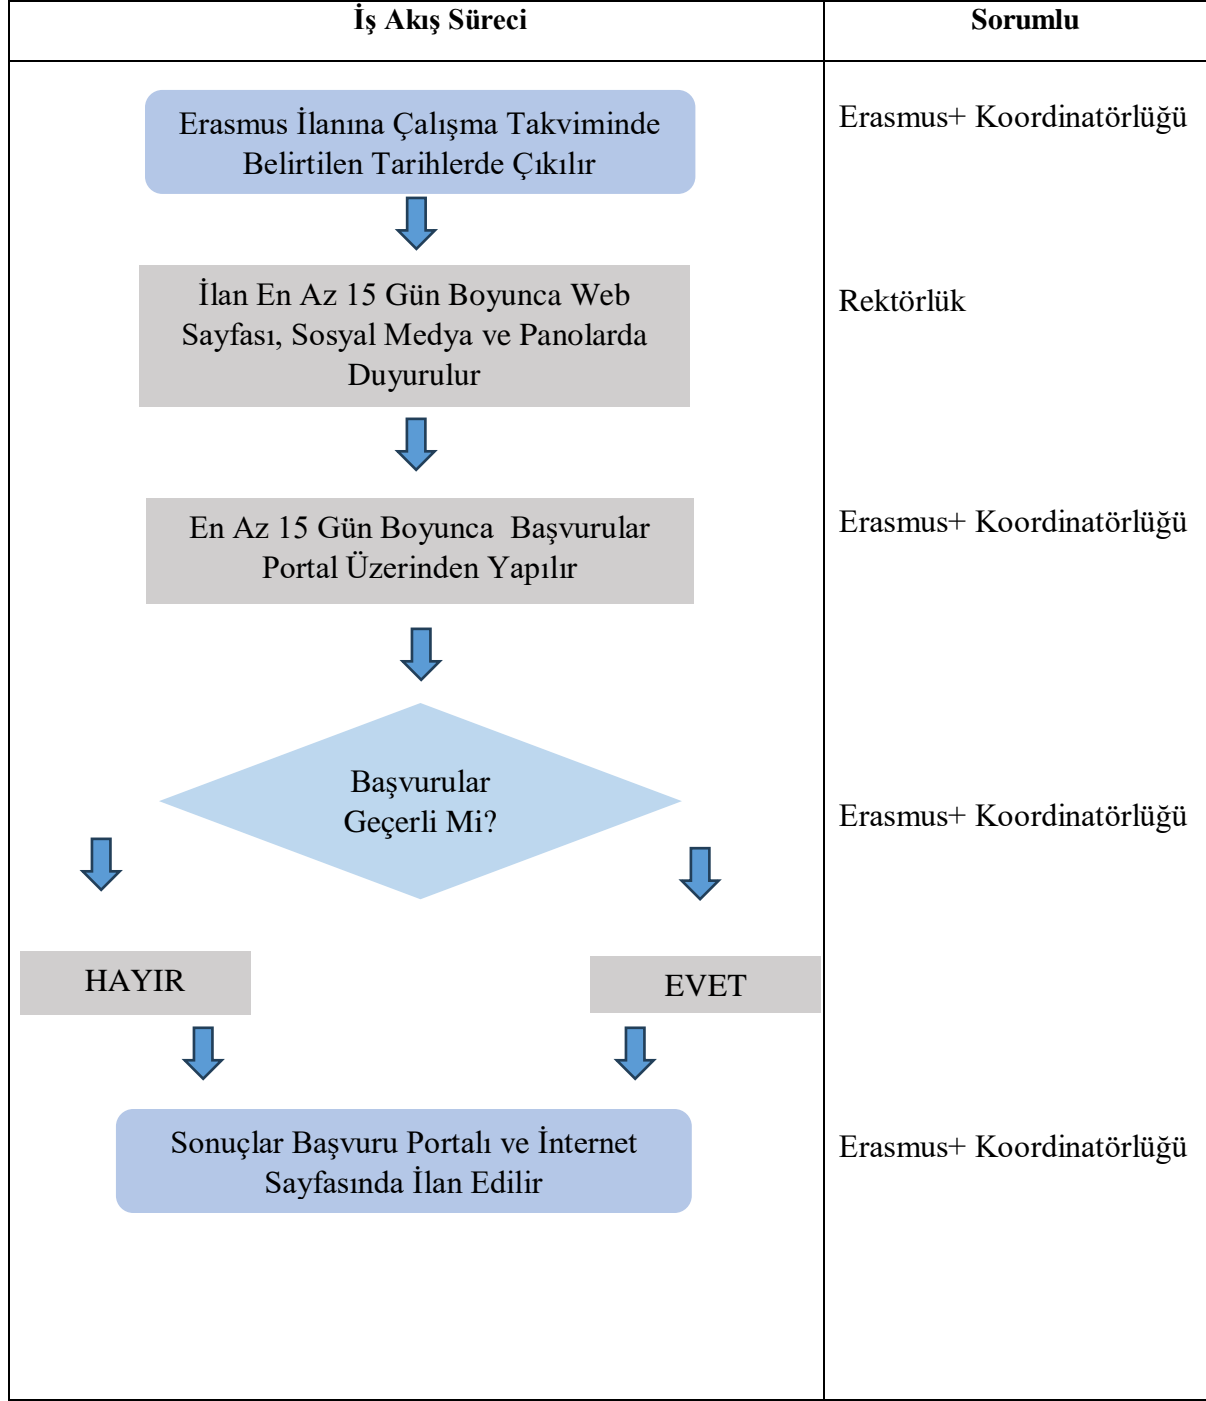 İş Akış Süreci
Sorumlu
Erasmus İlanına Çalışma Takviminde
Belirtilen Tarihlerde Çıkılır
Erasmus+ Koordinatörlüğü
İlan En Az 15 Gün Boyunca Web
Sayfası, Sosyal Medya ve Panolarda
Duyurulur
Rektörlük
En Az 15 Gün Boyunca  Başvurular
Portal Üzerinden Yapılır
Erasmus+ Koordinatörlüğü
Başvurular
Geçerli Mi?
Erasmus+ Koordinatörlüğü
HAYIR
EVET
Sonuçlar Başvuru Portalı ve İnternet
Sayfasında İlan Edilir
Erasmus+ Koordinatörlüğü